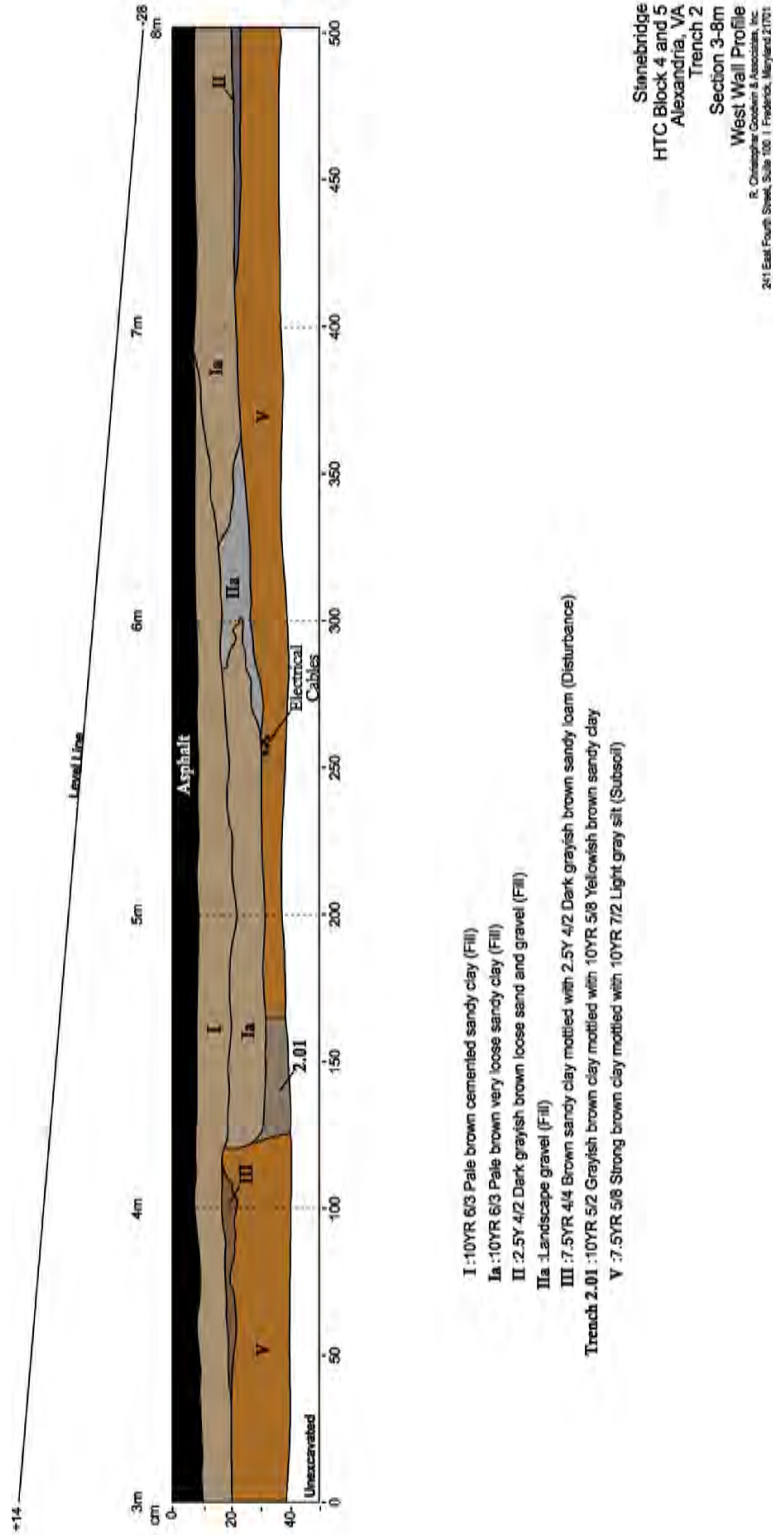 +14
Level Line
-28
3m
4m
5m
6m
7m
8m
cm
0
20
40
Asphalt
I
Ia
Ia
II
IIa
III
V
V
2.01
Electrical
Cables
Unexcavated
0
50
100
150
200
250
300
350
400
450
500
I :10YR 6/3 Pale brown cemented sandy clay (Fill)
Ia :10YR 6/3 Pale brown very loose sandy clay (Fill)
II :2.5Y 4/2 Dark grayish brown loose sand and gravel (Fill)
IIa :Landscape gravel (Fill)
III :7.5YR 4/4 Brown sandy clay mottled with 2.5Y 4/2 Dark grayish brown sandy loam (Disturbance)
Trench 2.01 :10YR 5/2 Grayish brown clay mottled with 10YR 5/8 Yellowish brown sandy clay
V :7.5YR 5/8 Strong brown clay mottled with 10YR 7/2 Light gray silt (Subsoil)
Stonebridge
HTC Block 4 and 5
Alexandria, VA
Trench 2
Section 3-8m
West Wall Profile
R. Christopher Goodwin & Associates, Inc.
241 East Fourth Street, Suite 100 | Frederick, Maryland 21701